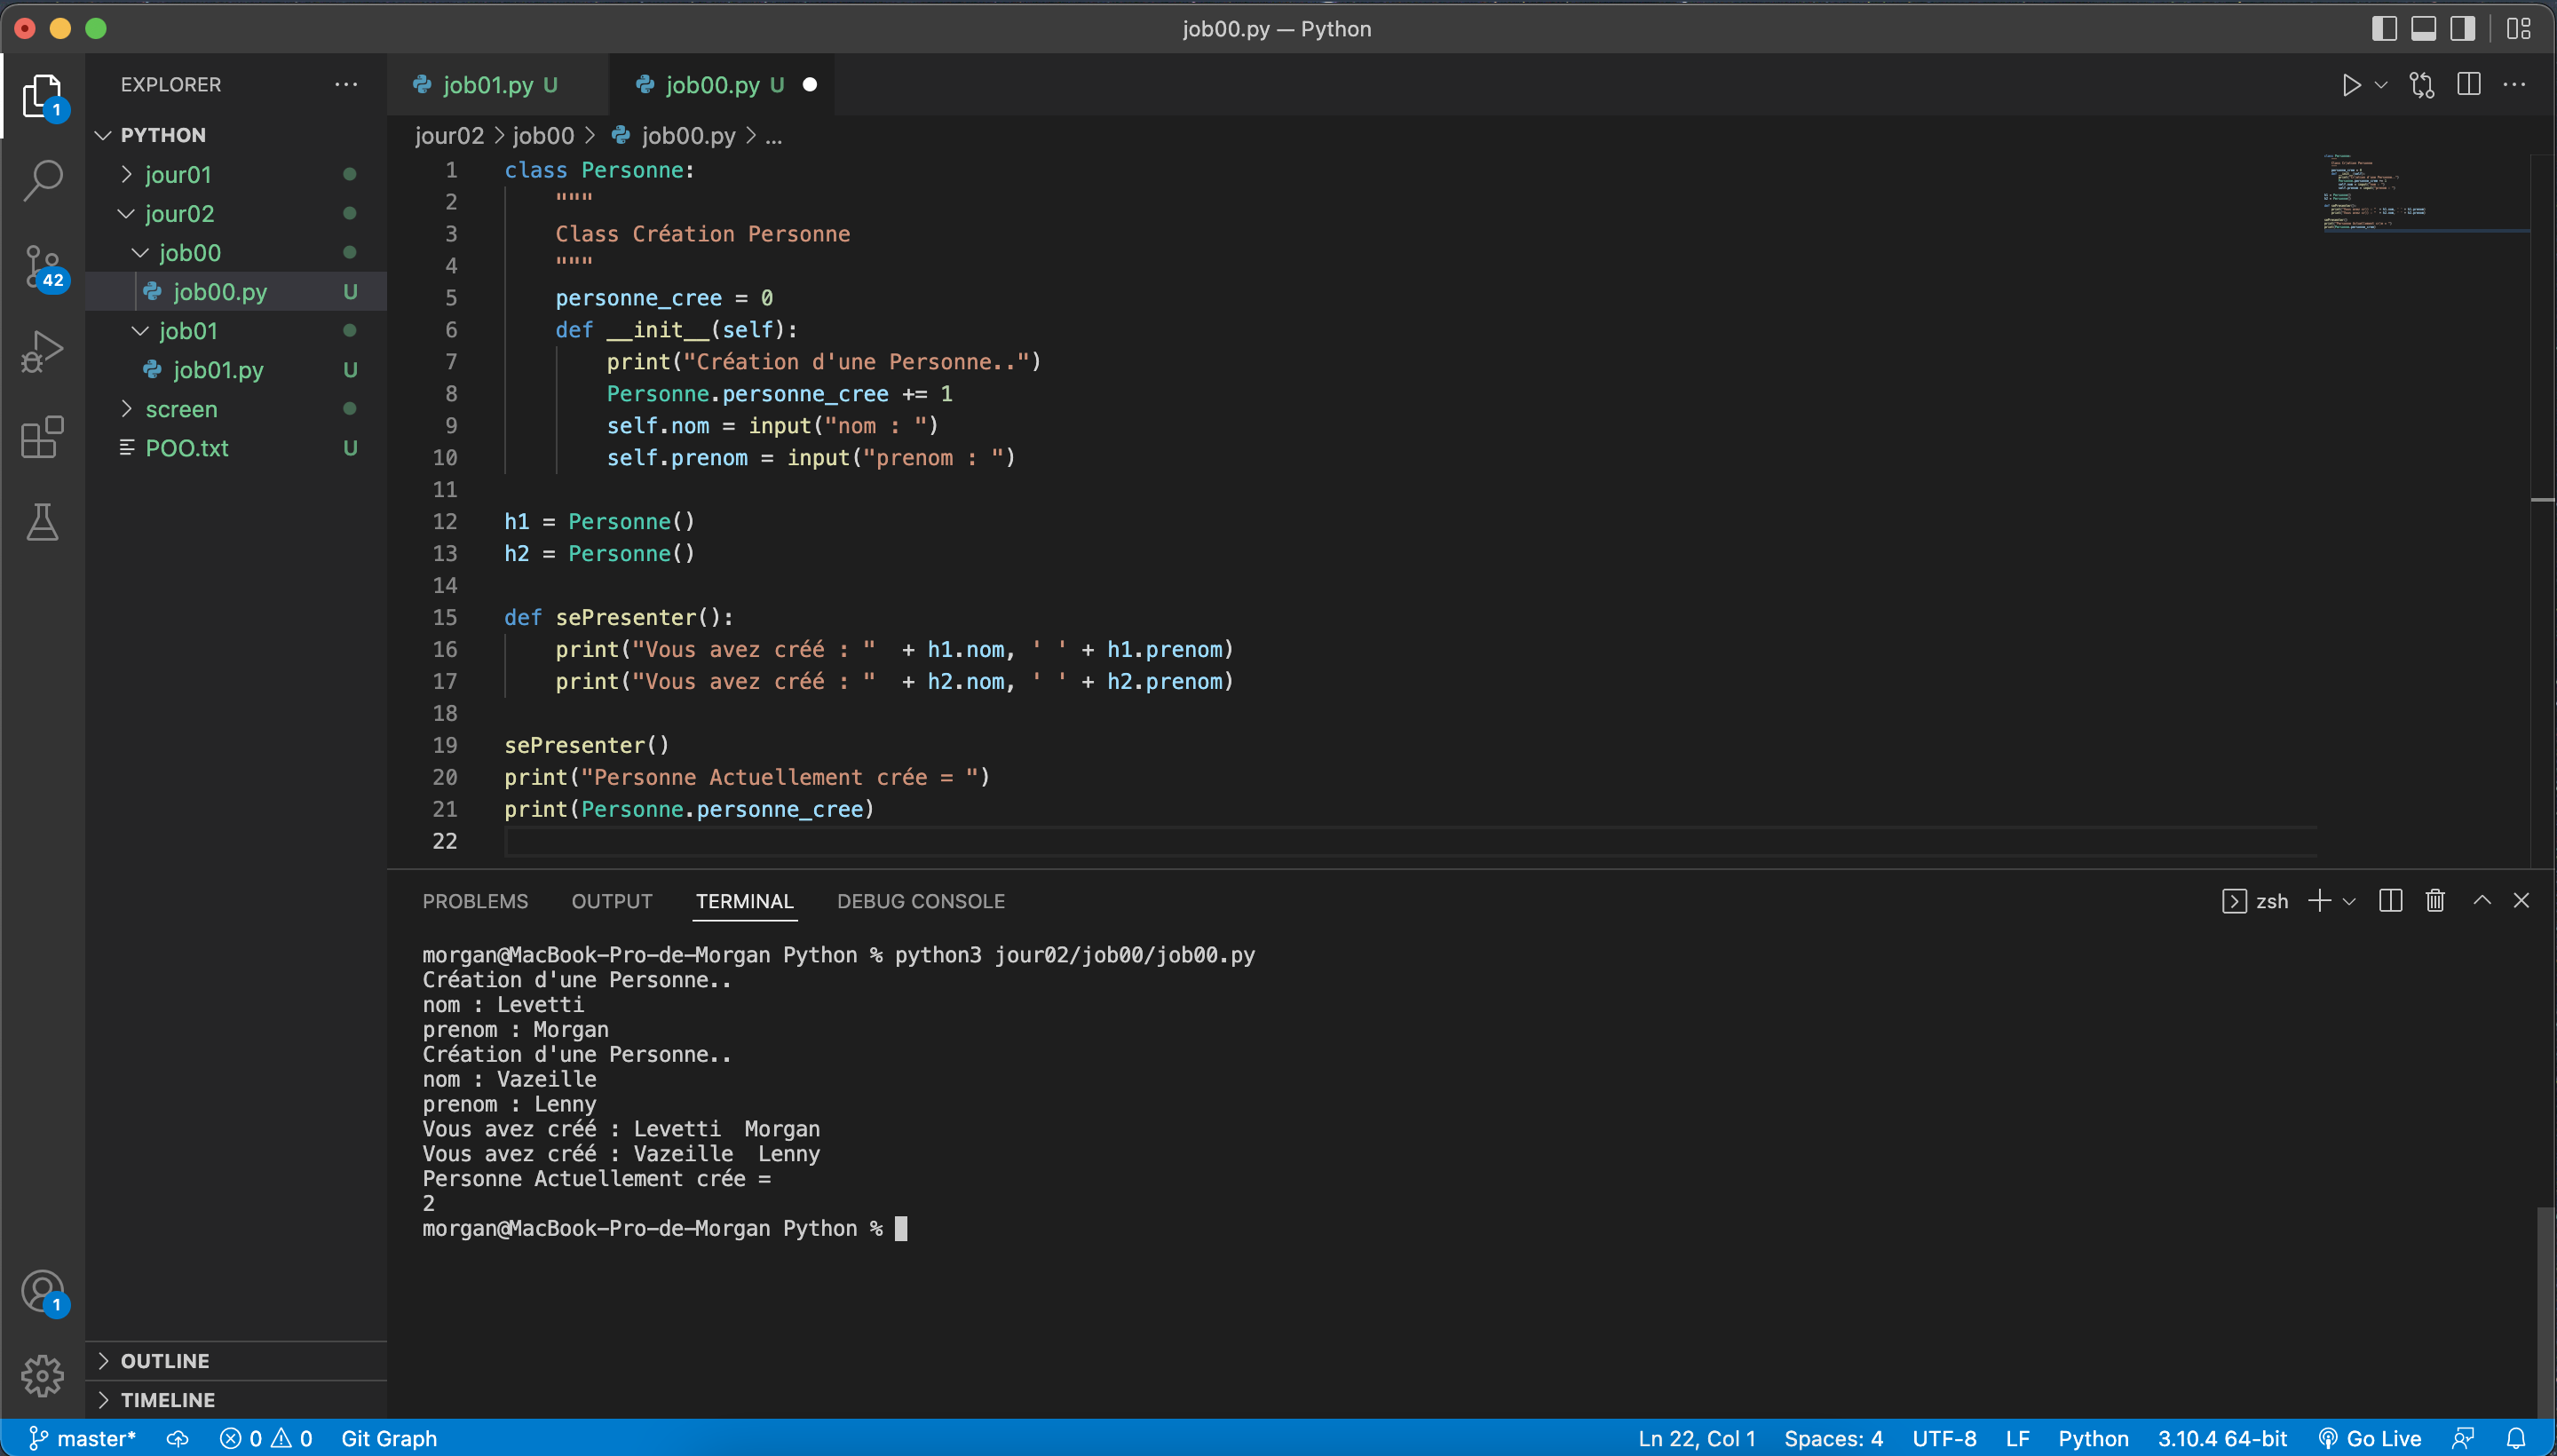 job00.py — Python
EXPLORER
PYTHON
jour01
jour02
job00
job00.py U
job01
job01.py U
screen
POO.txt U
OUTLINE
TIMELINE
1
42
1
job01.py U
job00.py U
jour02 > job00 > job00.py > ...
1 class Personne:
2 """
3 Class Création Personne
4 """
5 personne_cree = 0
6 def __init__(self):
7 print("Création d'une Personne..")
8 Personne.personne_cree += 1
9 self.nom = input("nom : ")
10 self.prenom = input("prenom : ")
11
12 h1 = Personne()
13 h2 = Personne()
14
15 def sePresenter():
16 print("Vous avez créé : "  + h1.nom, ' ' + h1.prenom)
17 print("Vous avez créé : "  + h2.nom, ' ' + h2.prenom)
18
19 sePresenter()
20 print("Personne Actuellement crée = ")
21 print(Personne.personne_cree)
22
PROBLEMS OUTPUT TERMINAL DEBUG CONSOLE
zsh
morgan@MacBook-Pro-de-Morgan Python % python3 jour02/job00/job00.py
Création d'une Personne..
nom : Levetti
prenom : Morgan
Création d'une Personne..
nom : Vazeille
prenom : Lenny
Vous avez créé : Levetti  Morgan
Vous avez créé : Vazeille  Lenny
Personne Actuellement crée =
2
morgan@MacBook-Pro-de-Morgan Python %
master* 0 0 Git Graph
Ln 22, Col 1 Spaces: 4 UTF-8 LF Python 3.10.4 64-bit Go Live